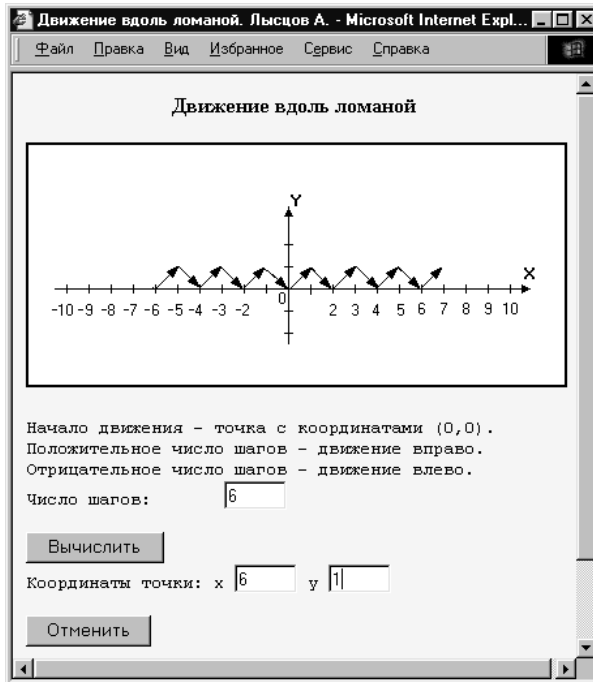 Движение вдоль ломаной. Лысцов А. - Microsoft Internet Expl...
Файл Правка Вид Избранное Сервис Справка
Движение вдоль ломаной
Y
X
0
-10 -9 -8 -7 -6 -5 -4 -3 -2 2 3 4 5 6 7 8 9 10
Начало движения - точка с координатами (0,0).
Положительное число шагов - движение вправо.
Отрицательное число шагов - движение влево.
Число шагов: 6
Вычислить
Координаты точки: x 6 y 1
Отменить